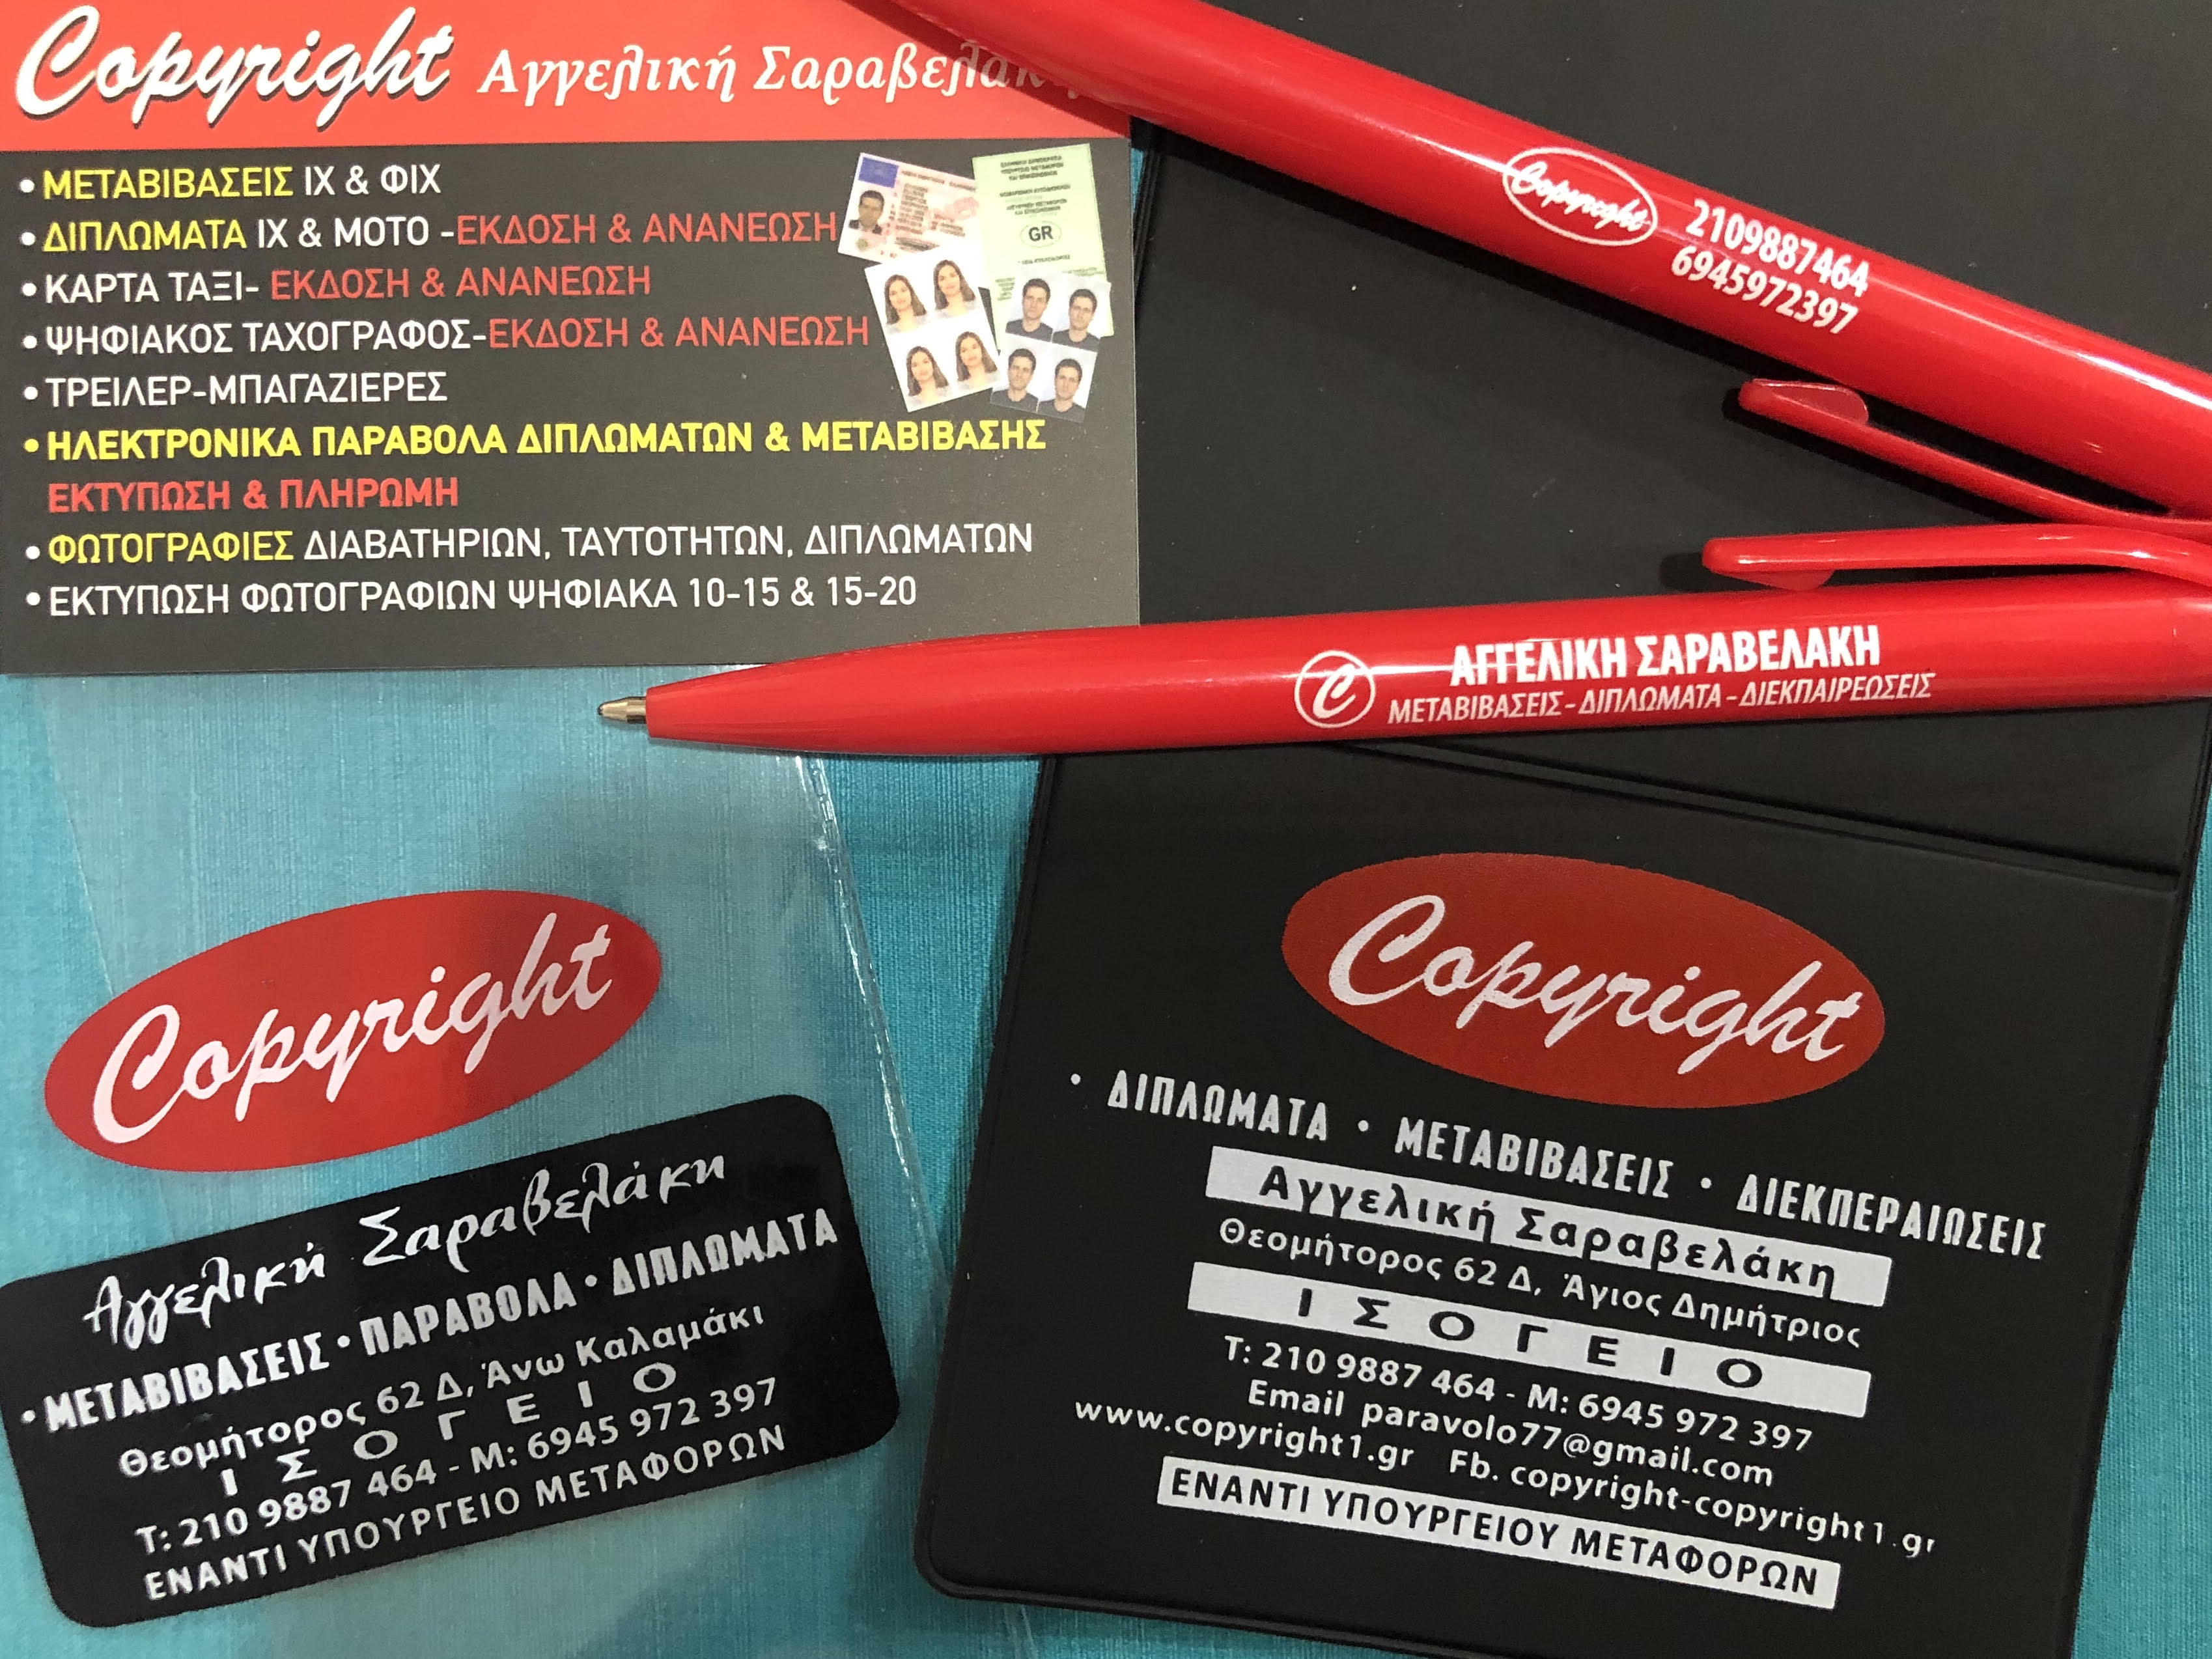 Copyright Αγγελική Σαραβελάκη
• ΜΕΤΑΒΙΒΑΣΕΙΣ ΙΧ & ΦΙΧ
• ΔΙΠΛΩΜΑΤΑ ΙΧ & ΜΟΤΟ -ΕΚΔΟΣΗ & ΑΝΑΝΕΩΣΗ
• ΚΑΡΤΑ ΤΑΞΙ- ΕΚΔΟΣΗ & ΑΝΑΝΕΩΣΗ
• ΨΗΦΙΑΚΟΣ ΤΑΧΟΓΡΑΦΟΣ-ΕΚΔΟΣΗ & ΑΝΑΝΕΩΣΗ
• ΤΡΕΙΛΕΡ-ΜΠΑΓΑΖΙΕΡΕΣ
• ΗΛΕΚΤΡΟΝΙΚΑ ΠΑΡΑΒΟΛΑ ΔΙΠΛΩΜΑΤΩΝ & ΜΕΤΑΒΙΒΑΣΗΣ
ΕΚΤΥΠΩΣΗ & ΠΛΗΡΩΜΗ
• ΦΩΤΟΓΡΑΦΙΕΣ ΔΙΑΒΑΤΗΡΙΩΝ, ΤΑΥΤΟΤΗΤΩΝ, ΔΙΠΛΩΜΑΤΩΝ
• ΕΚΤΥΠΩΣΗ ΦΩΤΟΓΡΑΦΙΩΝ ΨΗΦΙΑΚΑ 10-15 & 15-20
GR
Copyright
2109887464
6945972397
C
ΑΓΓΕΛΙΚΗ ΣΑΡΑΒΕΛΑΚΗ
ΜΕΤΑΒΙΒΑΣΕΙΣ-ΔΙΠΛΩΜΑΤΑ-ΔΙΕΚΠΑΙΡΕΩΣΕΙΣ
Copyright
Αγγελική Σαραβελάκη
• ΜΕΤΑΒΙΒΑΣΕΙΣ • ΠΑΡΑΒΟΛΑ • ΔΙΠΛΩΜΑΤΑ
Θεομήτορος 62 Δ, Άνω Καλαμάκι
ΙΣΟΓΕΙΟ
Τ: 210 9887 464 - Μ: 6945 972 397
ΕΝΑΝΤΙ ΥΠΟΥΡΓΕΙΟ ΜΕΤΑΦΟΡΩΝ
Copyright
• ΔΙΠΛΩΜΑΤΑ • ΜΕΤΑΒΙΒΑΣΕΙΣ • ΔΙΕΚΠΕΡΑΙΩΣΕΙΣ
Αγγελική Σαραβελάκη
Θεομήτορος 62 Δ, Άγιος Δημήτριος
ΙΣΟΓΕΙΟ
Τ: 210 9887 464 - Μ: 6945 972 397
Email paravolo77@gmail.com
www.copyright1.gr Fb. copyright-copyright1.gr
ΕΝΑΝΤΙ ΥΠΟΥΡΓΕΙΟΥ ΜΕΤΑΦΟΡΩΝ